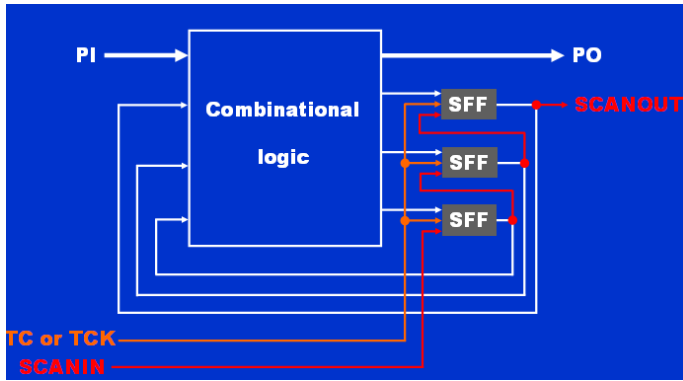 PI
PO
Combinational
logic
SFF
SCANOUT
SFF
SFF
TC or TCK
SCANIN